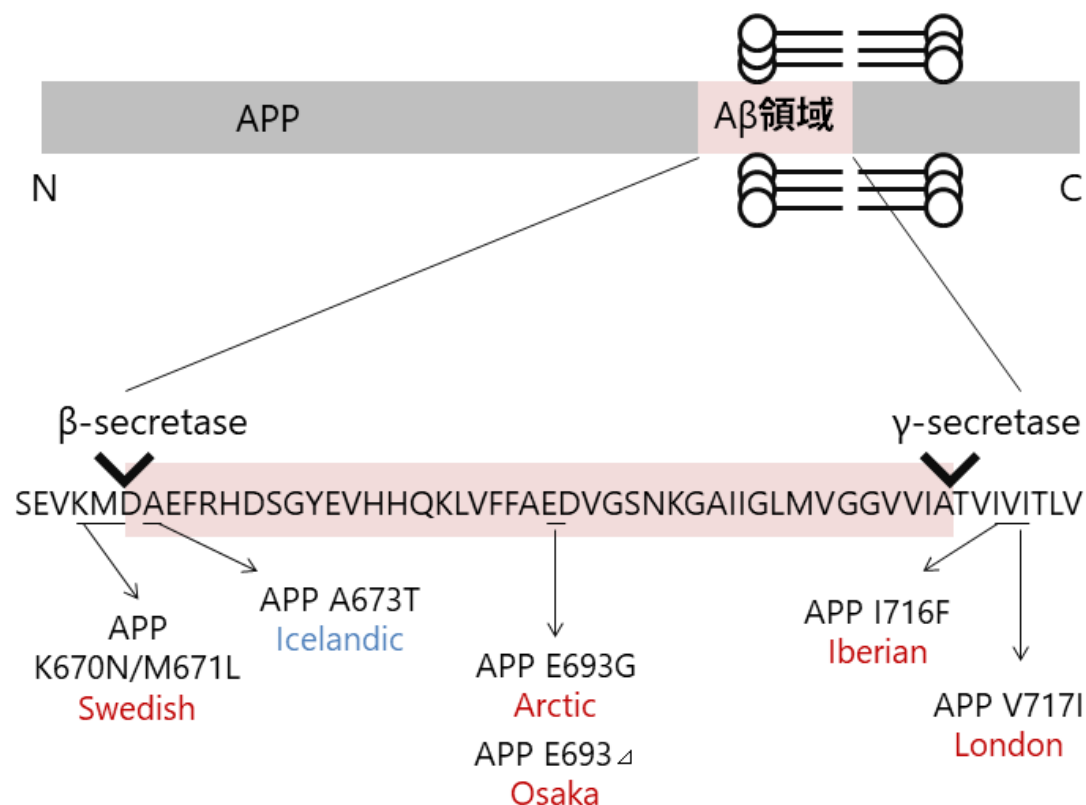 APP
Aβ領域
N
C
β-secretase
γ-secretase
SEVKMDAEFRHDSGYEVHHQKLVFFAEDVGSNKGAIIGLMVGGVVIATVIVITLV
APP
K670N/M671L
Swedish
APP A673T
Icelandic
APP E693G
Arctic
APP E693⊿
Osaka
APP I716F
Iberian
APP V717I
London